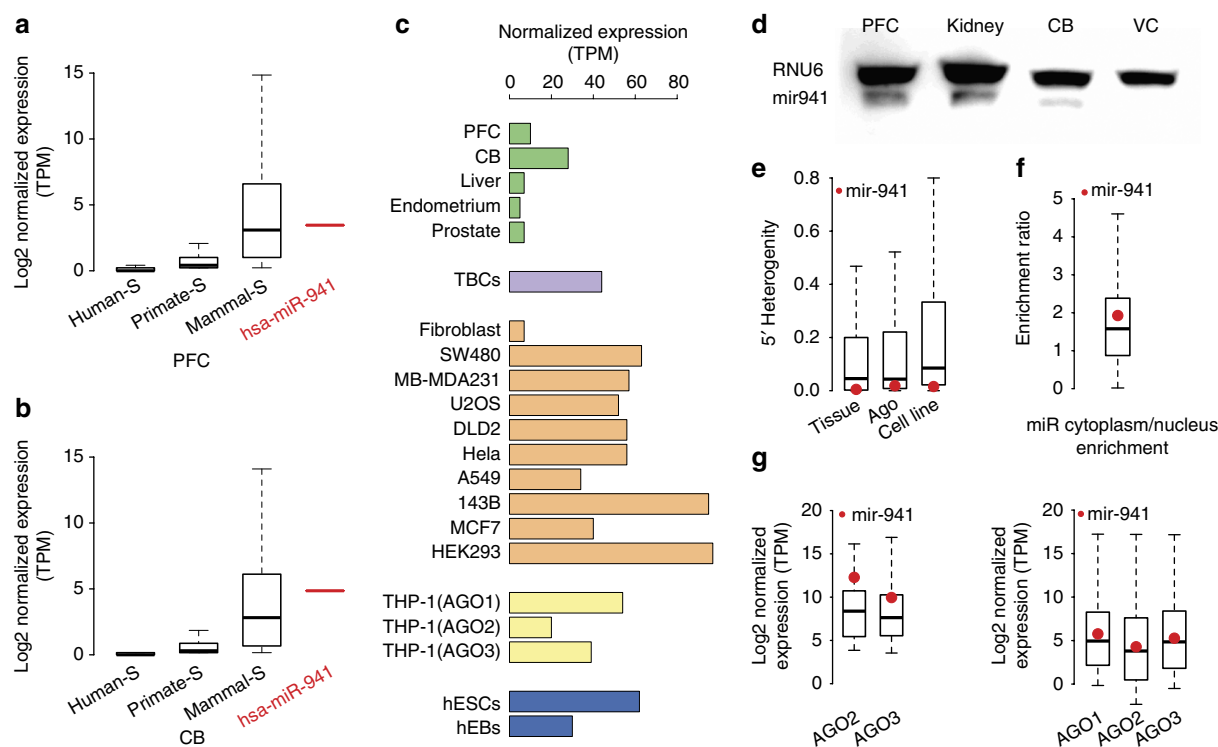 a
Log2 normalized expression
(TPM)
15
10
5
0
Human-S
Primate-S
Mammal-S
hsa-miR-941
PFC
b
Log2 normalized expression
(TPM)
15
10
5
0
Human-S
Primate-S
Mammal-S
hsa-miR-941
CB
c
Normalized expression
(TPM)
0 20 40 60 80
PFC
CB
Liver
Endometrium
Prostate
TBCs
Fibroblast
SW480
MB-MDA231
U2OS
DLD2
Hela
A549
143B
MCF7
HEK293
THP-1(AGO1)
THP-1(AGO2)
THP-1(AGO3)
hESCs
hEBs
d
PFC Kidney CB VC
RNU6
mir941
e
5′ Heterogenity
0.8
0.6
0.4
0.2
0.0
mir-941
Tissue
Ago
Cell line
f
Enrichment ratio
5
4
3
2
1
0
mir-941
miR cytoplasm/nucleus
enrichment
g
Log2 normalized
expression (TPM)
20
15
10
5
0
mir-941
AGO2
AGO3
Log2 normalized
expression (TPM)
20
15
10
5
0
mir-941
AGO1
AGO2
AGO3